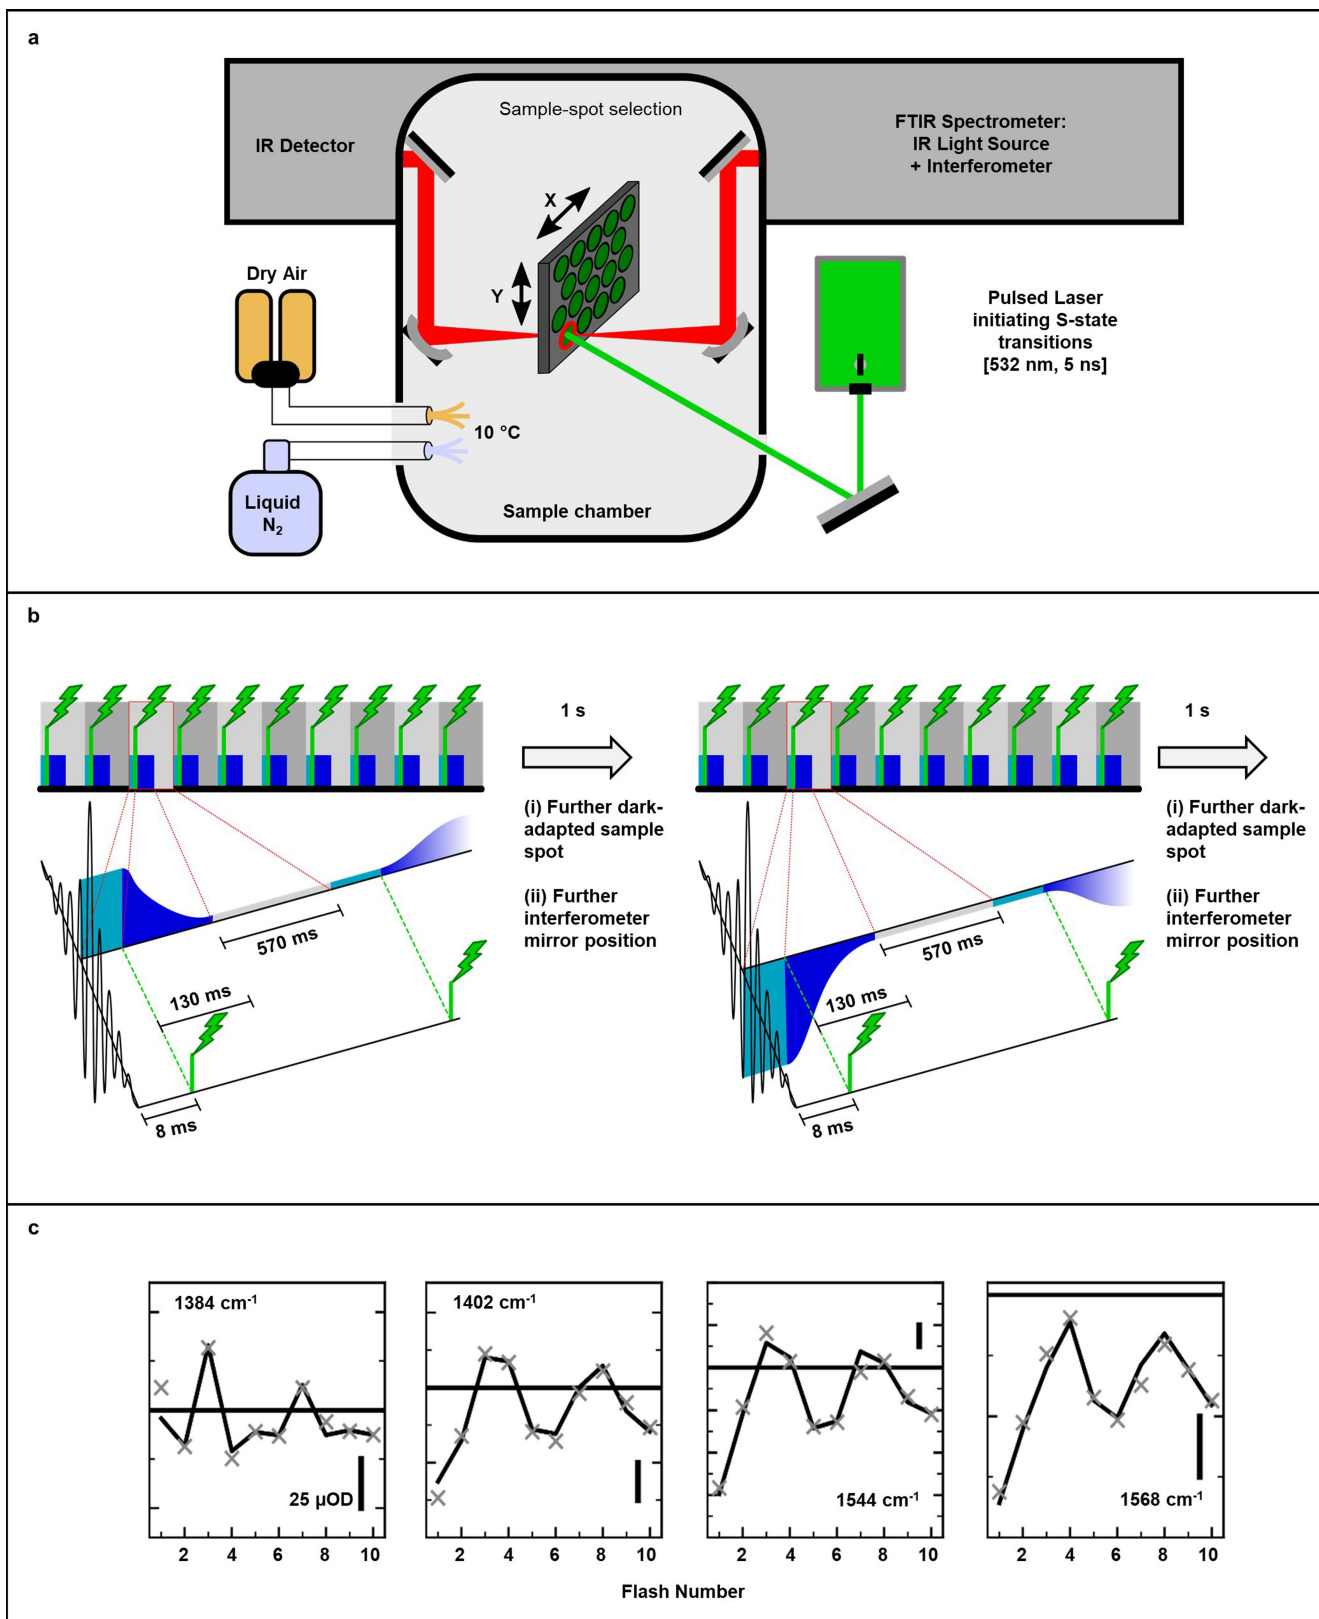 a
Sample-spot selection
IR Detector
FTIR Spectrometer:
IR Light Source
+ Interferometer
X
Y
Dry Air
Pulsed Laser
initiating S-state
transitions
[532 nm, 5 ns]
10 °C
Liquid
N₂
Sample chamber
b
1 s
(i) Further dark-
adapted sample
spot
(ii) Further
interferometer
mirror position
570 ms
130 ms
8 ms
1 s
(i) Further dark-
adapted sample
spot
(ii) Further
interferometer
mirror position
570 ms
130 ms
8 ms
c
1384 cm⁻¹
1402 cm⁻¹
25 µOD
1544 cm⁻¹
1568 cm⁻¹
2 4 6 8 10
2 4 6 8 10
2 4 6 8 10
2 4 6 8 10
Flash Number